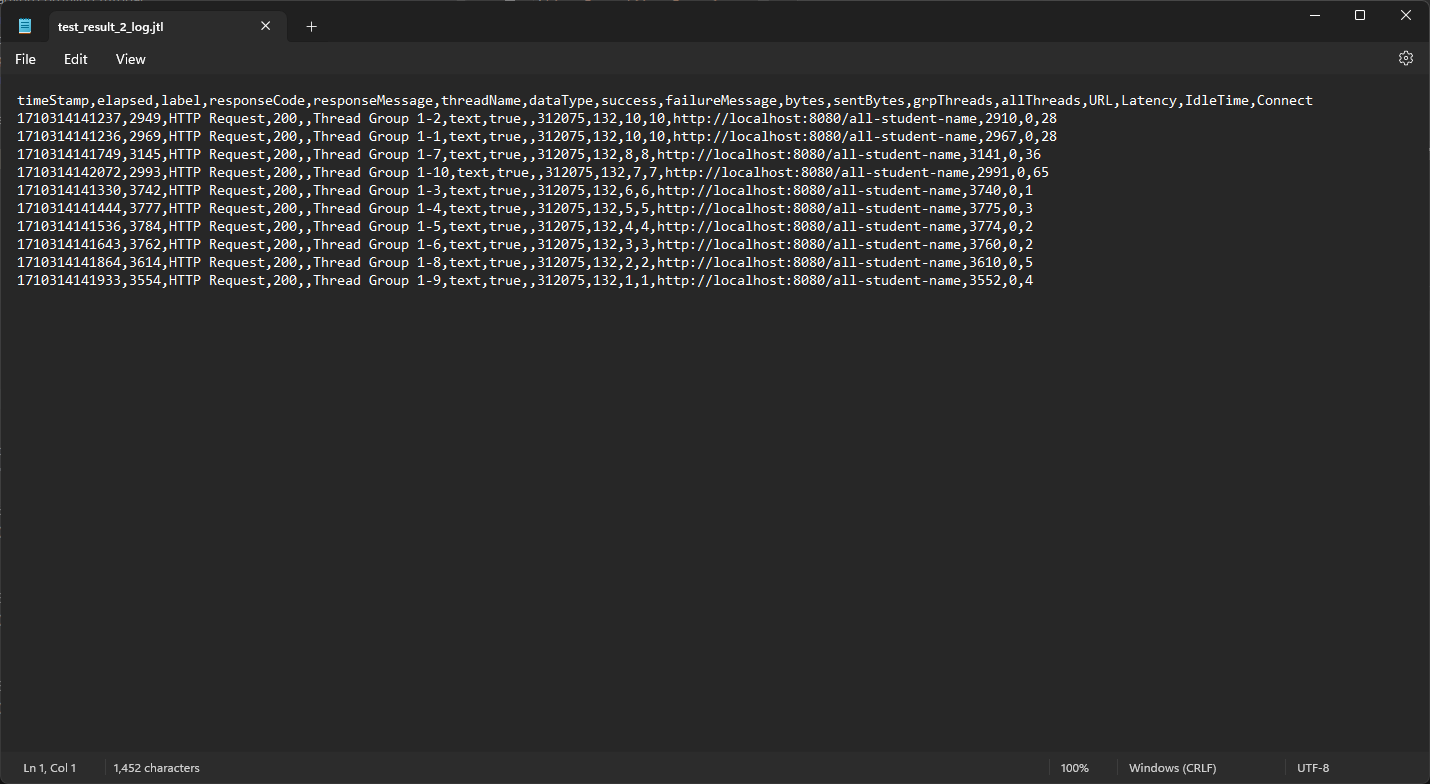 test_result_2_log.jtl
File Edit View
timeStamp,elapsed,label,responseCode,responseMessage,threadName,dataType,success,failureMessage,bytes,sentBytes,grpThreads,allThreads,URL,Latency,IdleTime,Connect
1710314141237,2949,HTTP Request,200,,Thread Group 1-2,text,true,,312075,132,10,10,http://localhost:8080/all-student-name,2910,0,28
1710314141236,2969,HTTP Request,200,,Thread Group 1-1,text,true,,312075,132,10,10,http://localhost:8080/all-student-name,2967,0,28
1710314141749,3145,HTTP Request,200,,Thread Group 1-7,text,true,,312075,132,8,8,http://localhost:8080/all-student-name,3141,0,36
1710314142072,2993,HTTP Request,200,,Thread Group 1-10,text,true,,312075,132,7,7,http://localhost:8080/all-student-name,2991,0,65
1710314141330,3742,HTTP Request,200,,Thread Group 1-3,text,true,,312075,132,6,6,http://localhost:8080/all-student-name,3740,0,1
1710314141444,3777,HTTP Request,200,,Thread Group 1-4,text,true,,312075,132,5,5,http://localhost:8080/all-student-name,3775,0,3
1710314141536,3784,HTTP Request,200,,Thread Group 1-5,text,true,,312075,132,4,4,http://localhost:8080/all-student-name,3774,0,2
1710314141643,3762,HTTP Request,200,,Thread Group 1-6,text,true,,312075,132,3,3,http://localhost:8080/all-student-name,3760,0,2
1710314141864,3614,HTTP Request,200,,Thread Group 1-8,text,true,,312075,132,2,2,http://localhost:8080/all-student-name,3610,0,5
1710314141933,3554,HTTP Request,200,,Thread Group 1-9,text,true,,312075,132,1,1,http://localhost:8080/all-student-name,3552,0,4
Ln 1, Col 1 1,452 characters 100% Windows (CRLF) UTF-8